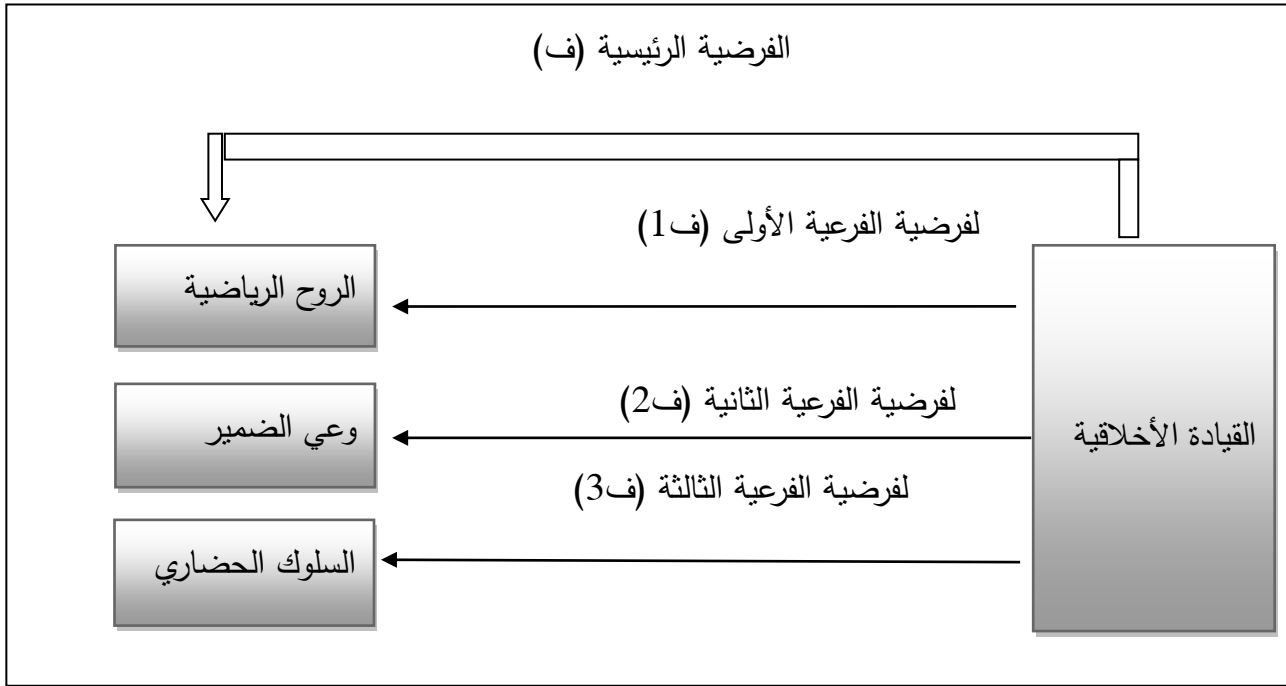 الفرضية الرئيسية (ف)
لفرضية الفرعية الأولى (ف1)
الروح الرياضية
لفرضية الفرعية الثانية (ف2)
القيادة الأخلاقية
وعي الضمير
لفرضية الفرعية الثالثة (ف3)
السلوك الحضاري